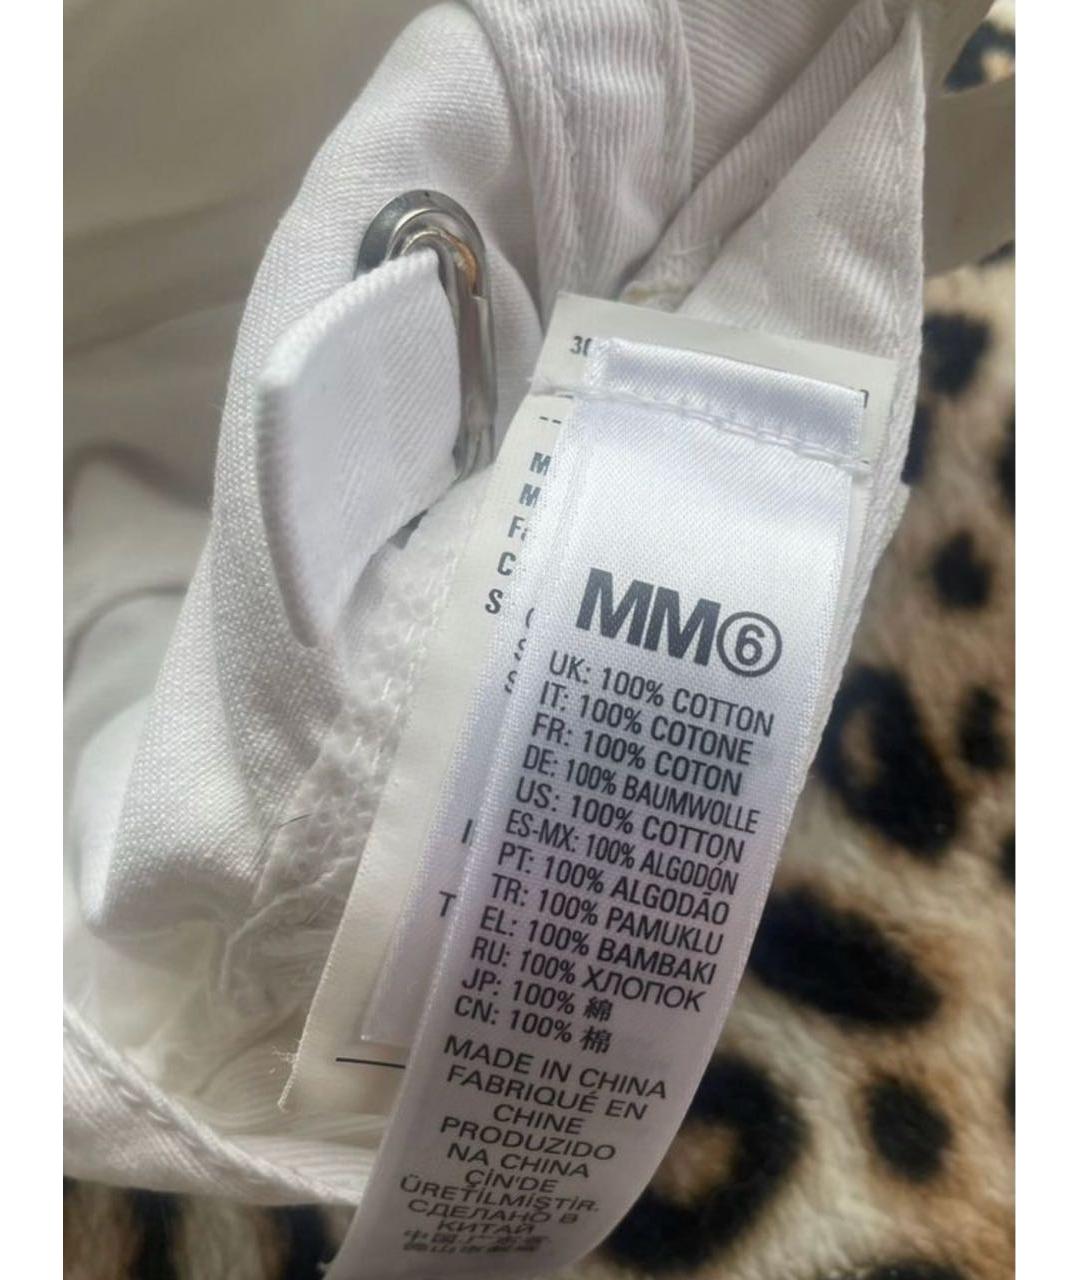 30
M
M
Fa
C
S
T
MM⑥
UK: 100% COTTON
IT: 100% COTONE
FR: 100% COTON
DE: 100% BAUMWOLLE
US: 100% COTTON
ES-MX: 100% ALGODÓN
PT: 100% ALGODÃO
TR: 100% PAMUKLU
EL: 100% BAMBAKI
RU: 100% ХЛОПОК
JP: 100% 綿
CN: 100% 棉
MADE IN CHINA
FABRIQUÉ EN
CHINE
PRODUZIDO
NA CHINA
ÇİN'DE
ÜRETİLMİŞTİR.
СДЕЛАНО В
КИТАЙ